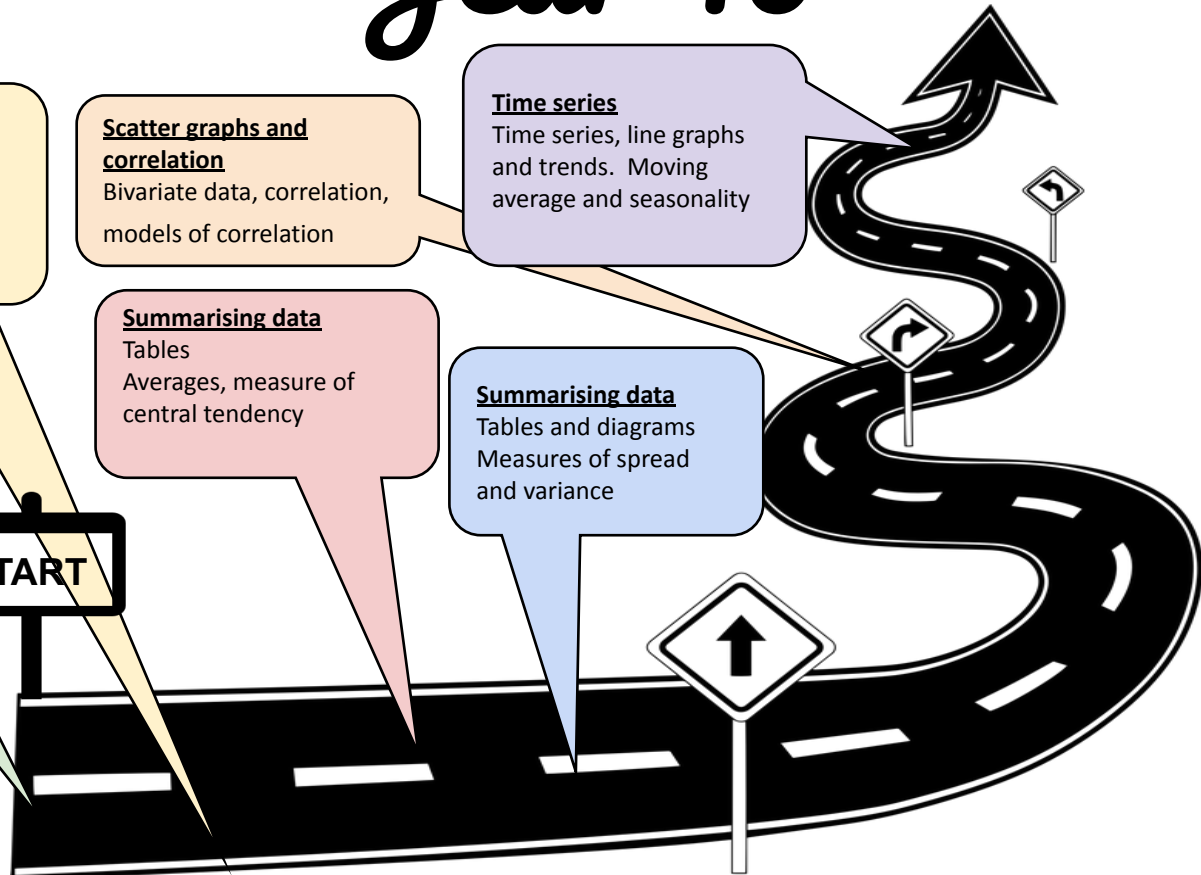 Time series
Time series, line graphs
and trends.  Moving
average and seasonality
Scatter graphs and
correlation
Bivariate data, correlation,
models of correlation
Summarising data
Tables
Averages, measure of
central tendency
Summarising data
Tables and diagrams
Measures of spread
and variance
TART